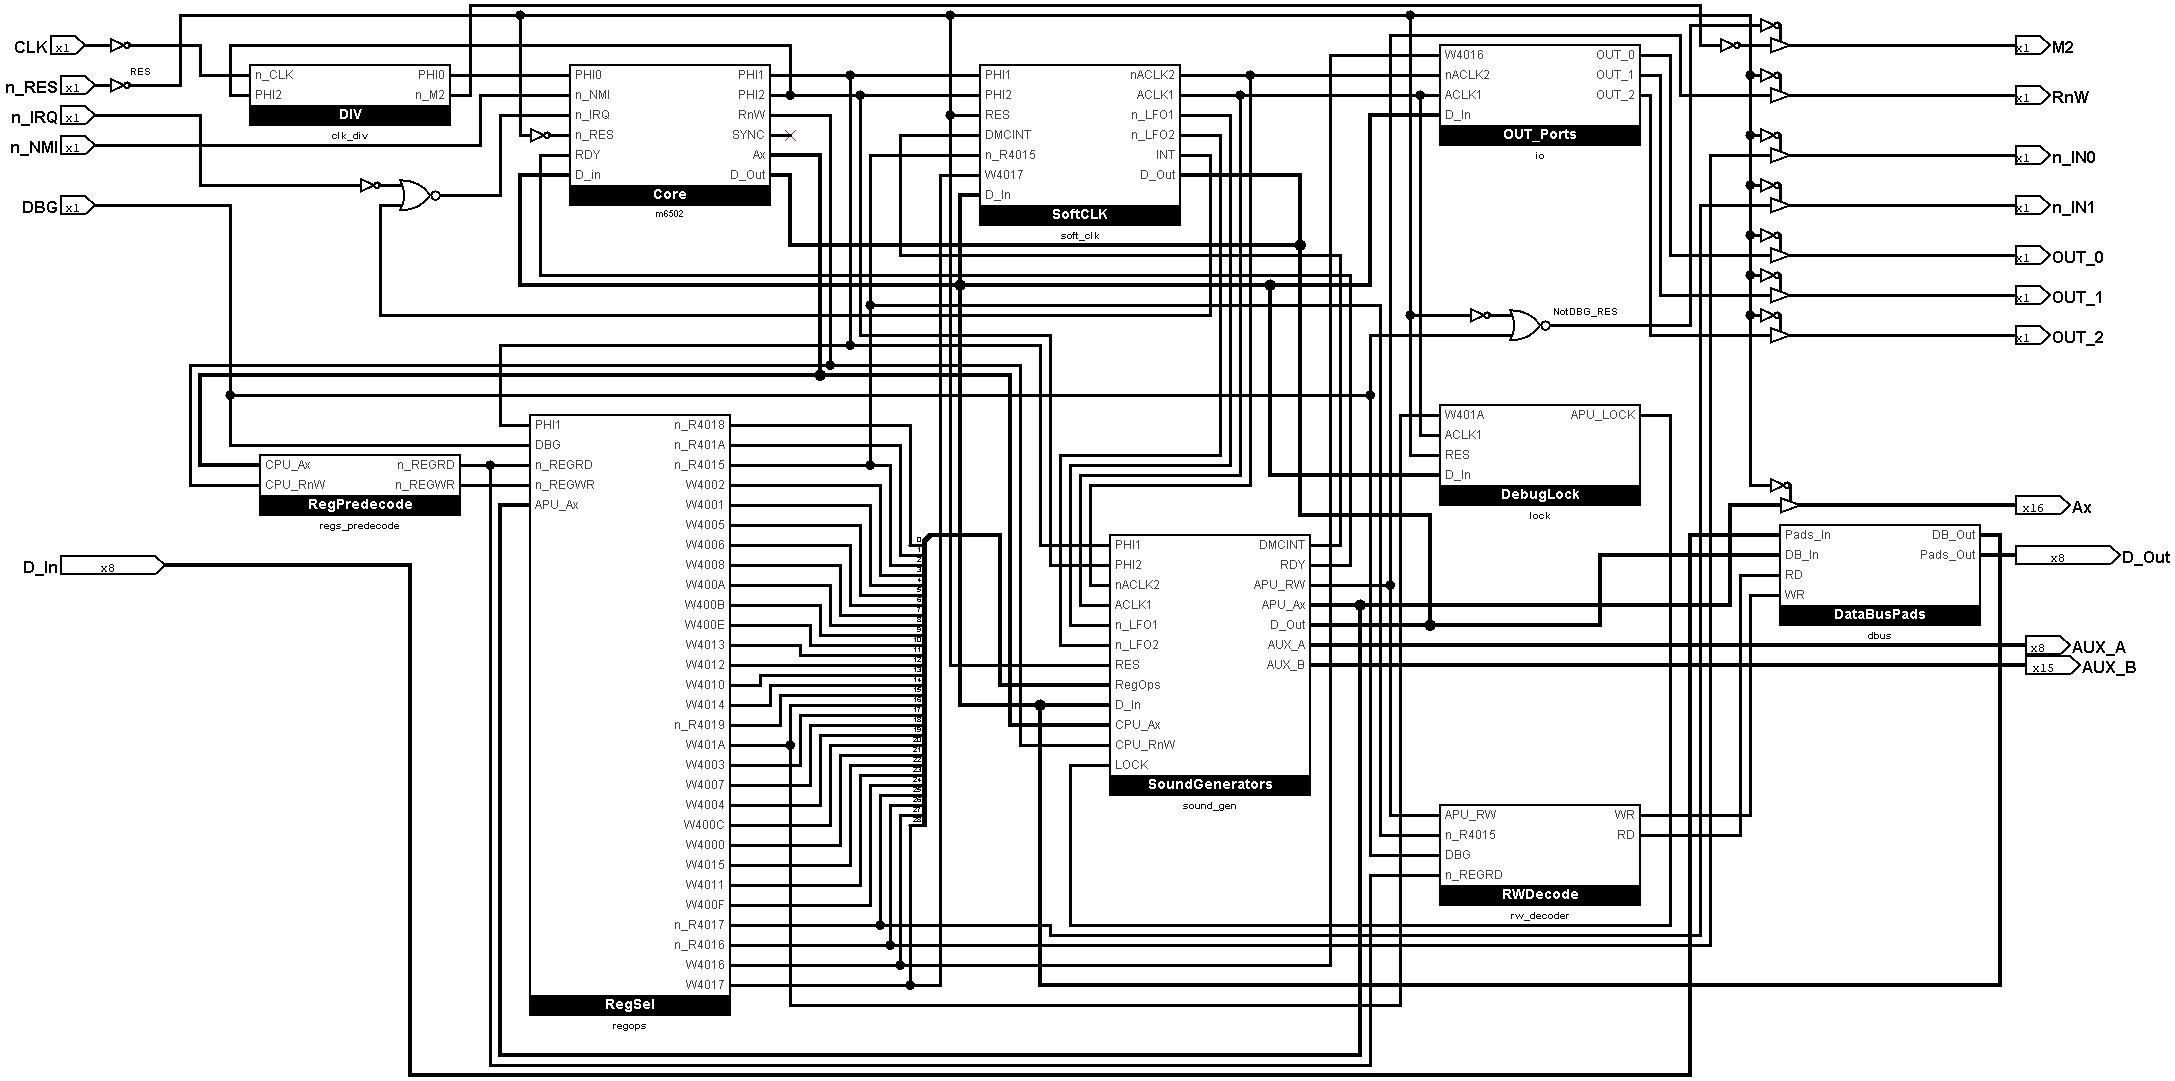 CLK x1
n_RES x1
RES
n_IRQ x1
n_NMI x1
DBG x1
D_In x8
n_CLK PHI0
PHI2 n_M2
DIV
clk_div
PHI0 PHI1
n_NMI PHI2
n_IRQ RnW
n_RES SYNC
RDY Ax
D_in D_Out
Core
m6502
PHI1 nACLK2
PHI2 ACLK1
RES n_LFO1
DMCINT n_LFO2
n_R4015 INT
W4017 D_Out
D_In
SoftCLK
soft_clk
W4016 OUT_0
nACLK2 OUT_1
ACLK1 OUT_2
D_In
OUT_Ports
io
x1 M2
x1 RnW
x1 n_IN0
x1 n_IN1
x1 OUT_0
x1 OUT_1
x1 OUT_2
NotDBG_RES
CPU_Ax n_REGRD
CPU_RnW n_REGWR
RegPredecode
regs_predecode
PHI1 n_R4018
DBG n_R401A
n_REGRD n_R4015
n_REGWR W4002
APU_Ax W4001
W4005
W4006
W4008
W400A
W400B
W400E
W4013
W4012
W4010
W4014
n_R4019
W401A
W4003
W4007
W4004
W400C
W4000
W4015
W4011
W400F
n_R4017
n_R4016
W4016
W4017
RegSel
regops
0
1
2
3
4
5
6
7
8
9
10
11
12
13
14
15
16
17
18
19
20
21
22
23
24
25
26
27
28
PHI1 DMCINT
PHI2 RDY
nACLK2 APU_RW
ACLK1 APU_Ax
n_LFO1 D_Out
n_LFO2 AUX_A
RES AUX_B
RegOps
D_In
CPU_Ax
CPU_RnW
LOCK
SoundGenerators
sound_gen
W401A APU_LOCK
ACLK1
RES
D_In
DebugLock
lock
APU_RW WR
n_R4015 RD
DBG
n_REGRD
RWDecode
rw_decoder
x16 Ax
Pads_In DB_Out
DB_In Pads_Out
RD
WR
DataBusPads
dbus
x8 D_Out
x8 AUX_A
x15 AUX_B